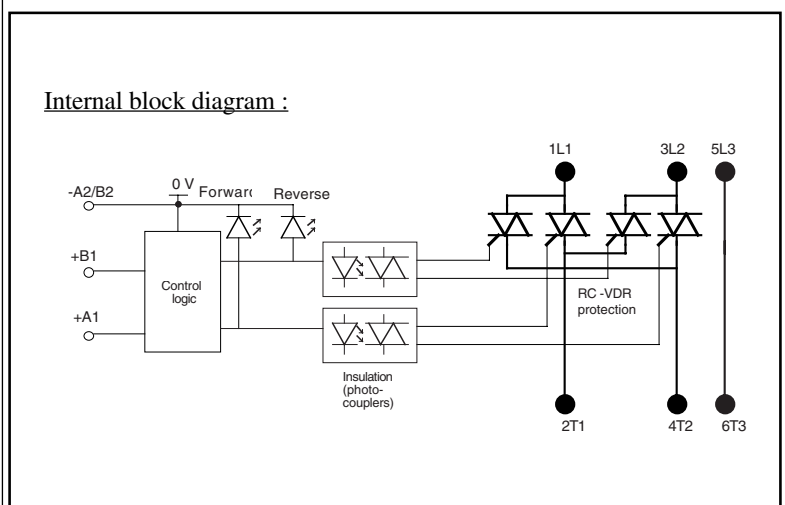 Internal block diagram :
1L1
3L2
5L3
-A2/B2
0 V
Forward
Reverse
+B1
Control
logic
+A1
RC -VDR
protection
Insulation
(photo-
couplers)
2T1
4T2
6T3